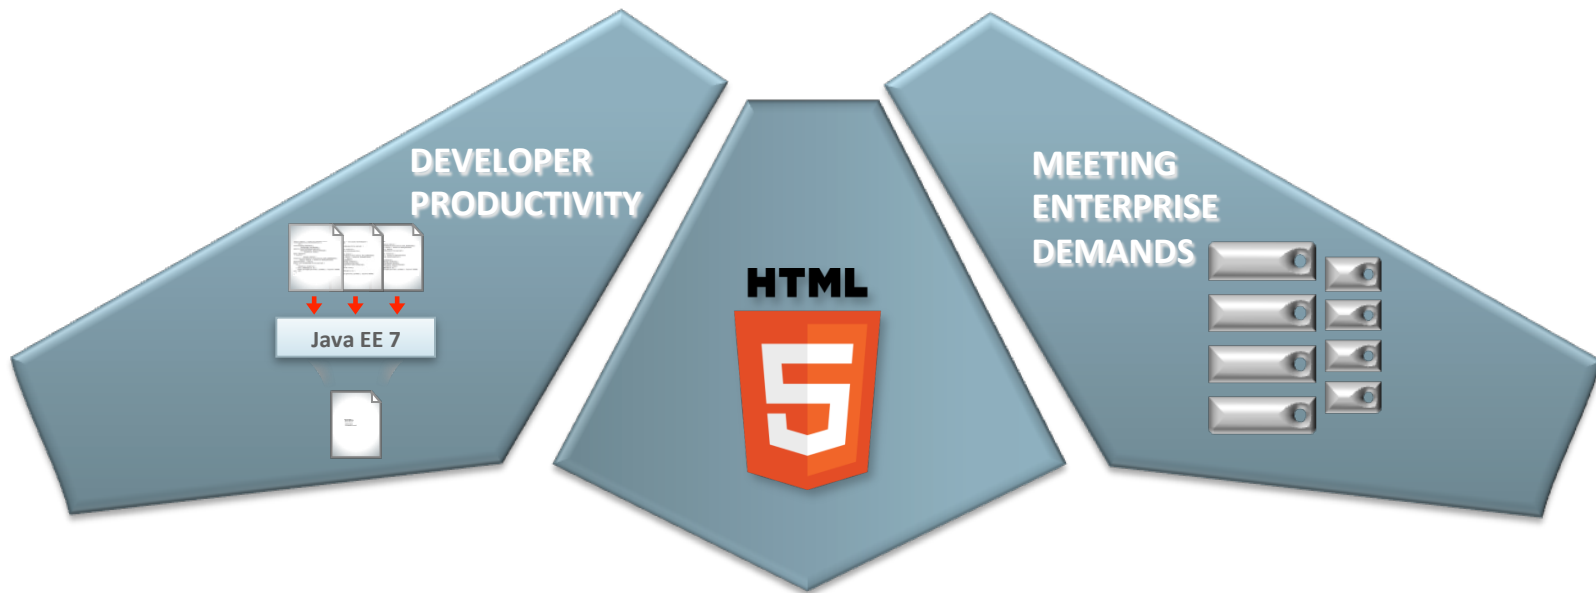 DEVELOPER
PRODUCTIVITY
Java EE 7
HTML
5
MEETING
ENTERPRISE
DEMANDS